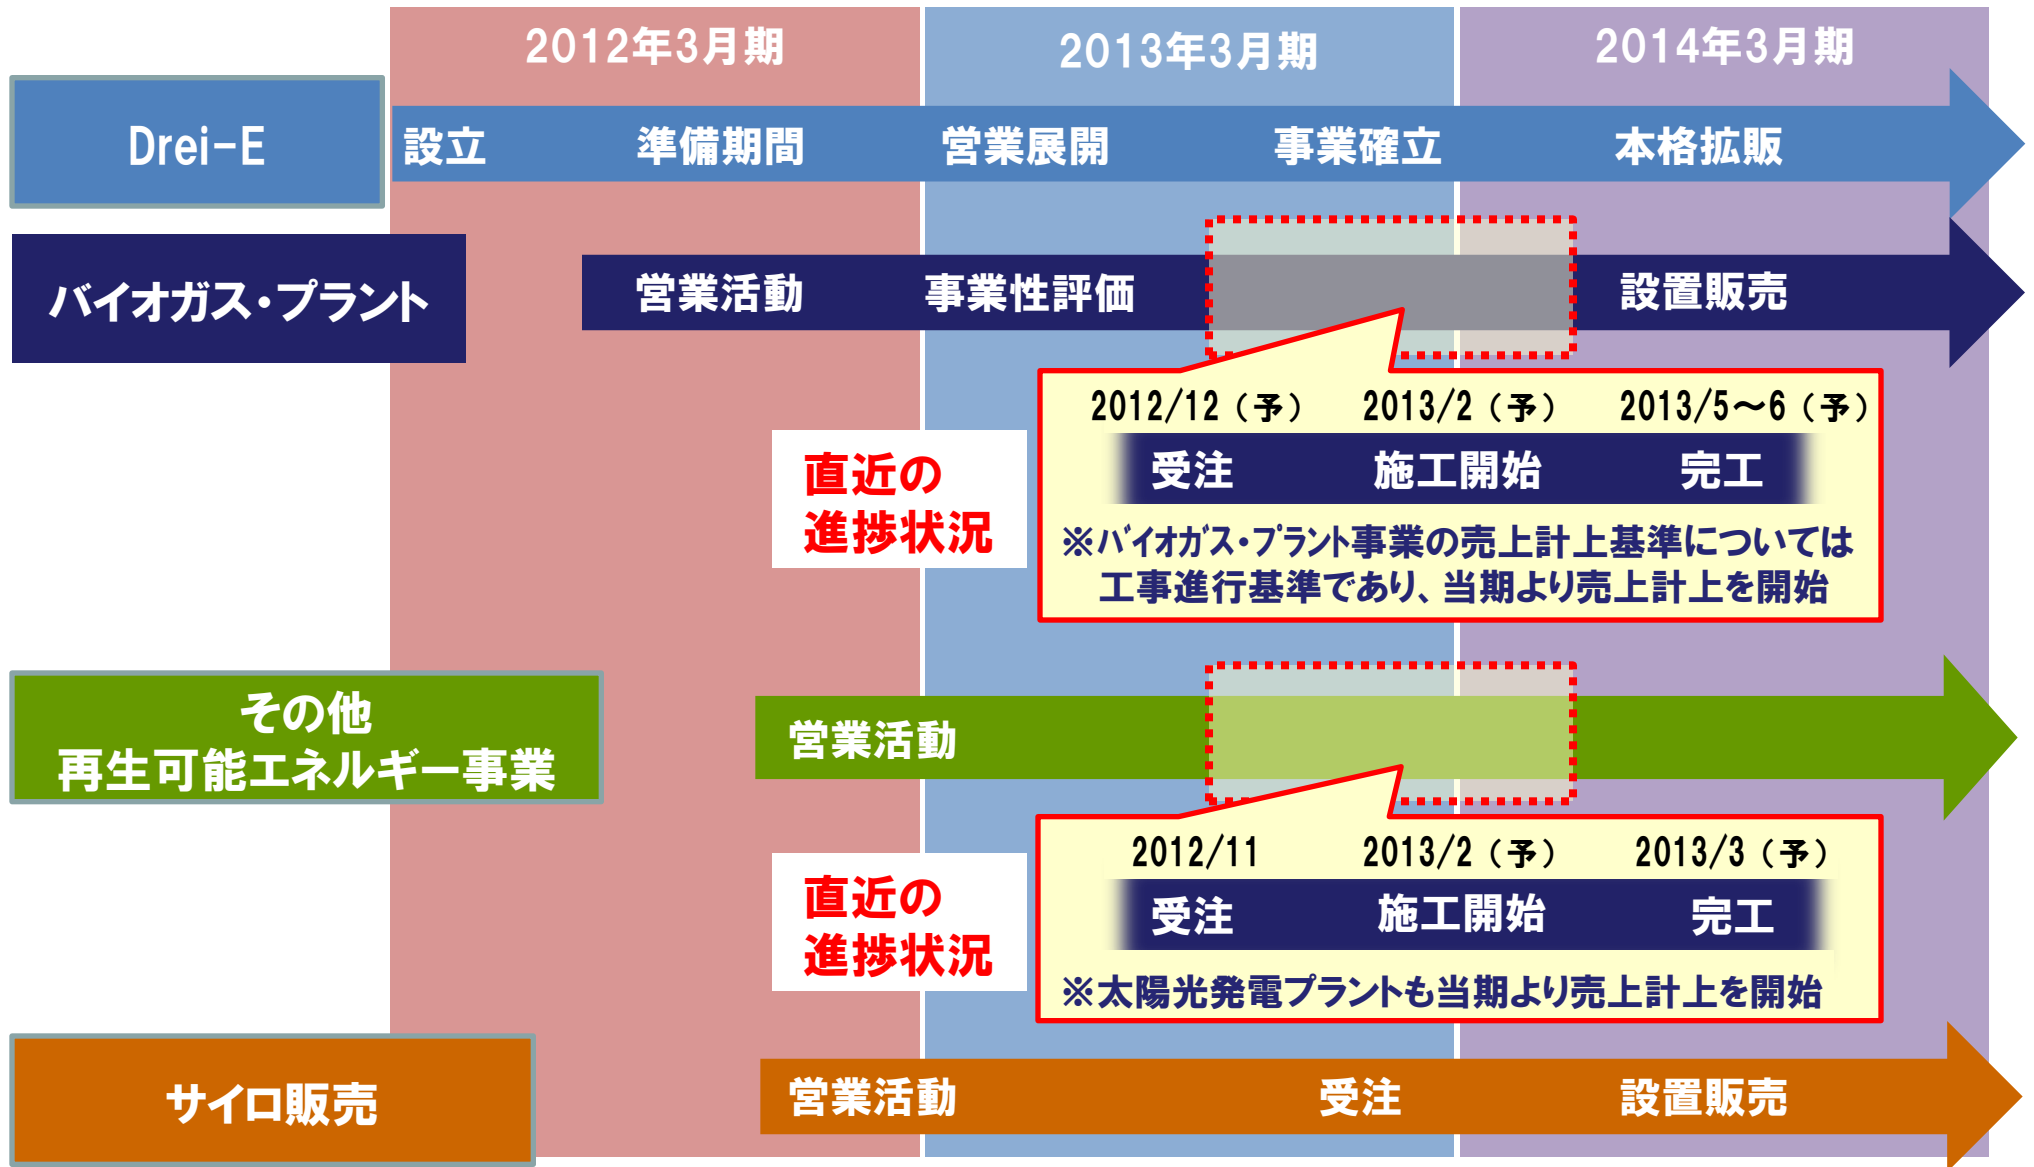 2012年3月期
2013年3月期
2014年3月期
Drei-E
設立
準備期間
営業展開
事業確立
本格拡販
バイオガス・プラント
営業活動
事業性評価
設置販売
直近の
進捗状況
2012/12（予）
2013/2（予）
2013/5～6（予）
受注
施工開始
完工
※バイオガス・プラント事業の売上計上基準については
工事進行基準であり、当期より売上計上を開始
その他
再生可能エネルギー事業
営業活動
直近の
進捗状況
2012/11
2013/2（予）
2013/3（予）
受注
施工開始
完工
※太陽光発電プラントも当期より売上計上を開始
サイロ販売
営業活動
受注
設置販売